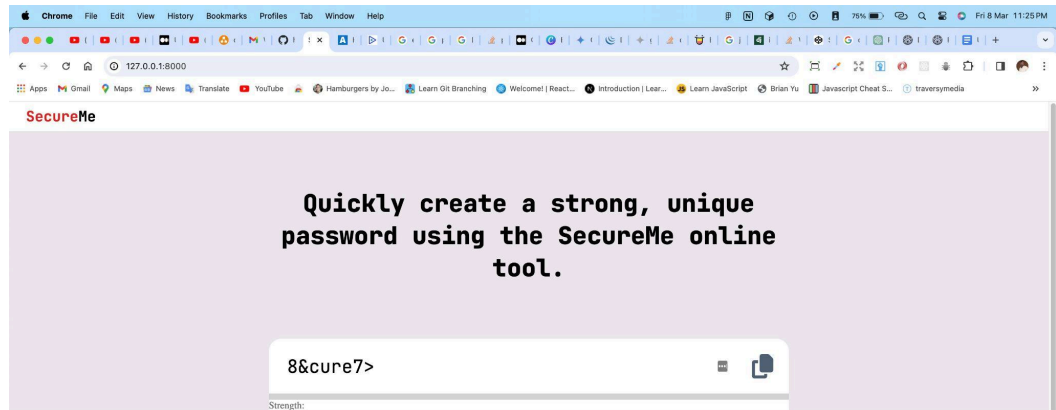 Chrome File Edit View History Bookmarks Profiles Tab Window Help 75% Fri 8 Mar 11:25 PM
127.0.0.1:8000
Apps Gmail Maps News Translate YouTube Hamburgers by Jo... Learn Git Branching Welcome! | React... Introduction | Lear... Learn JavaScript Brian Yu Javascript Cheat S... traversymedia »
SecureMe
Quickly create a strong, unique
password using the SecureMe online
tool.
8&cure7>
Strength: